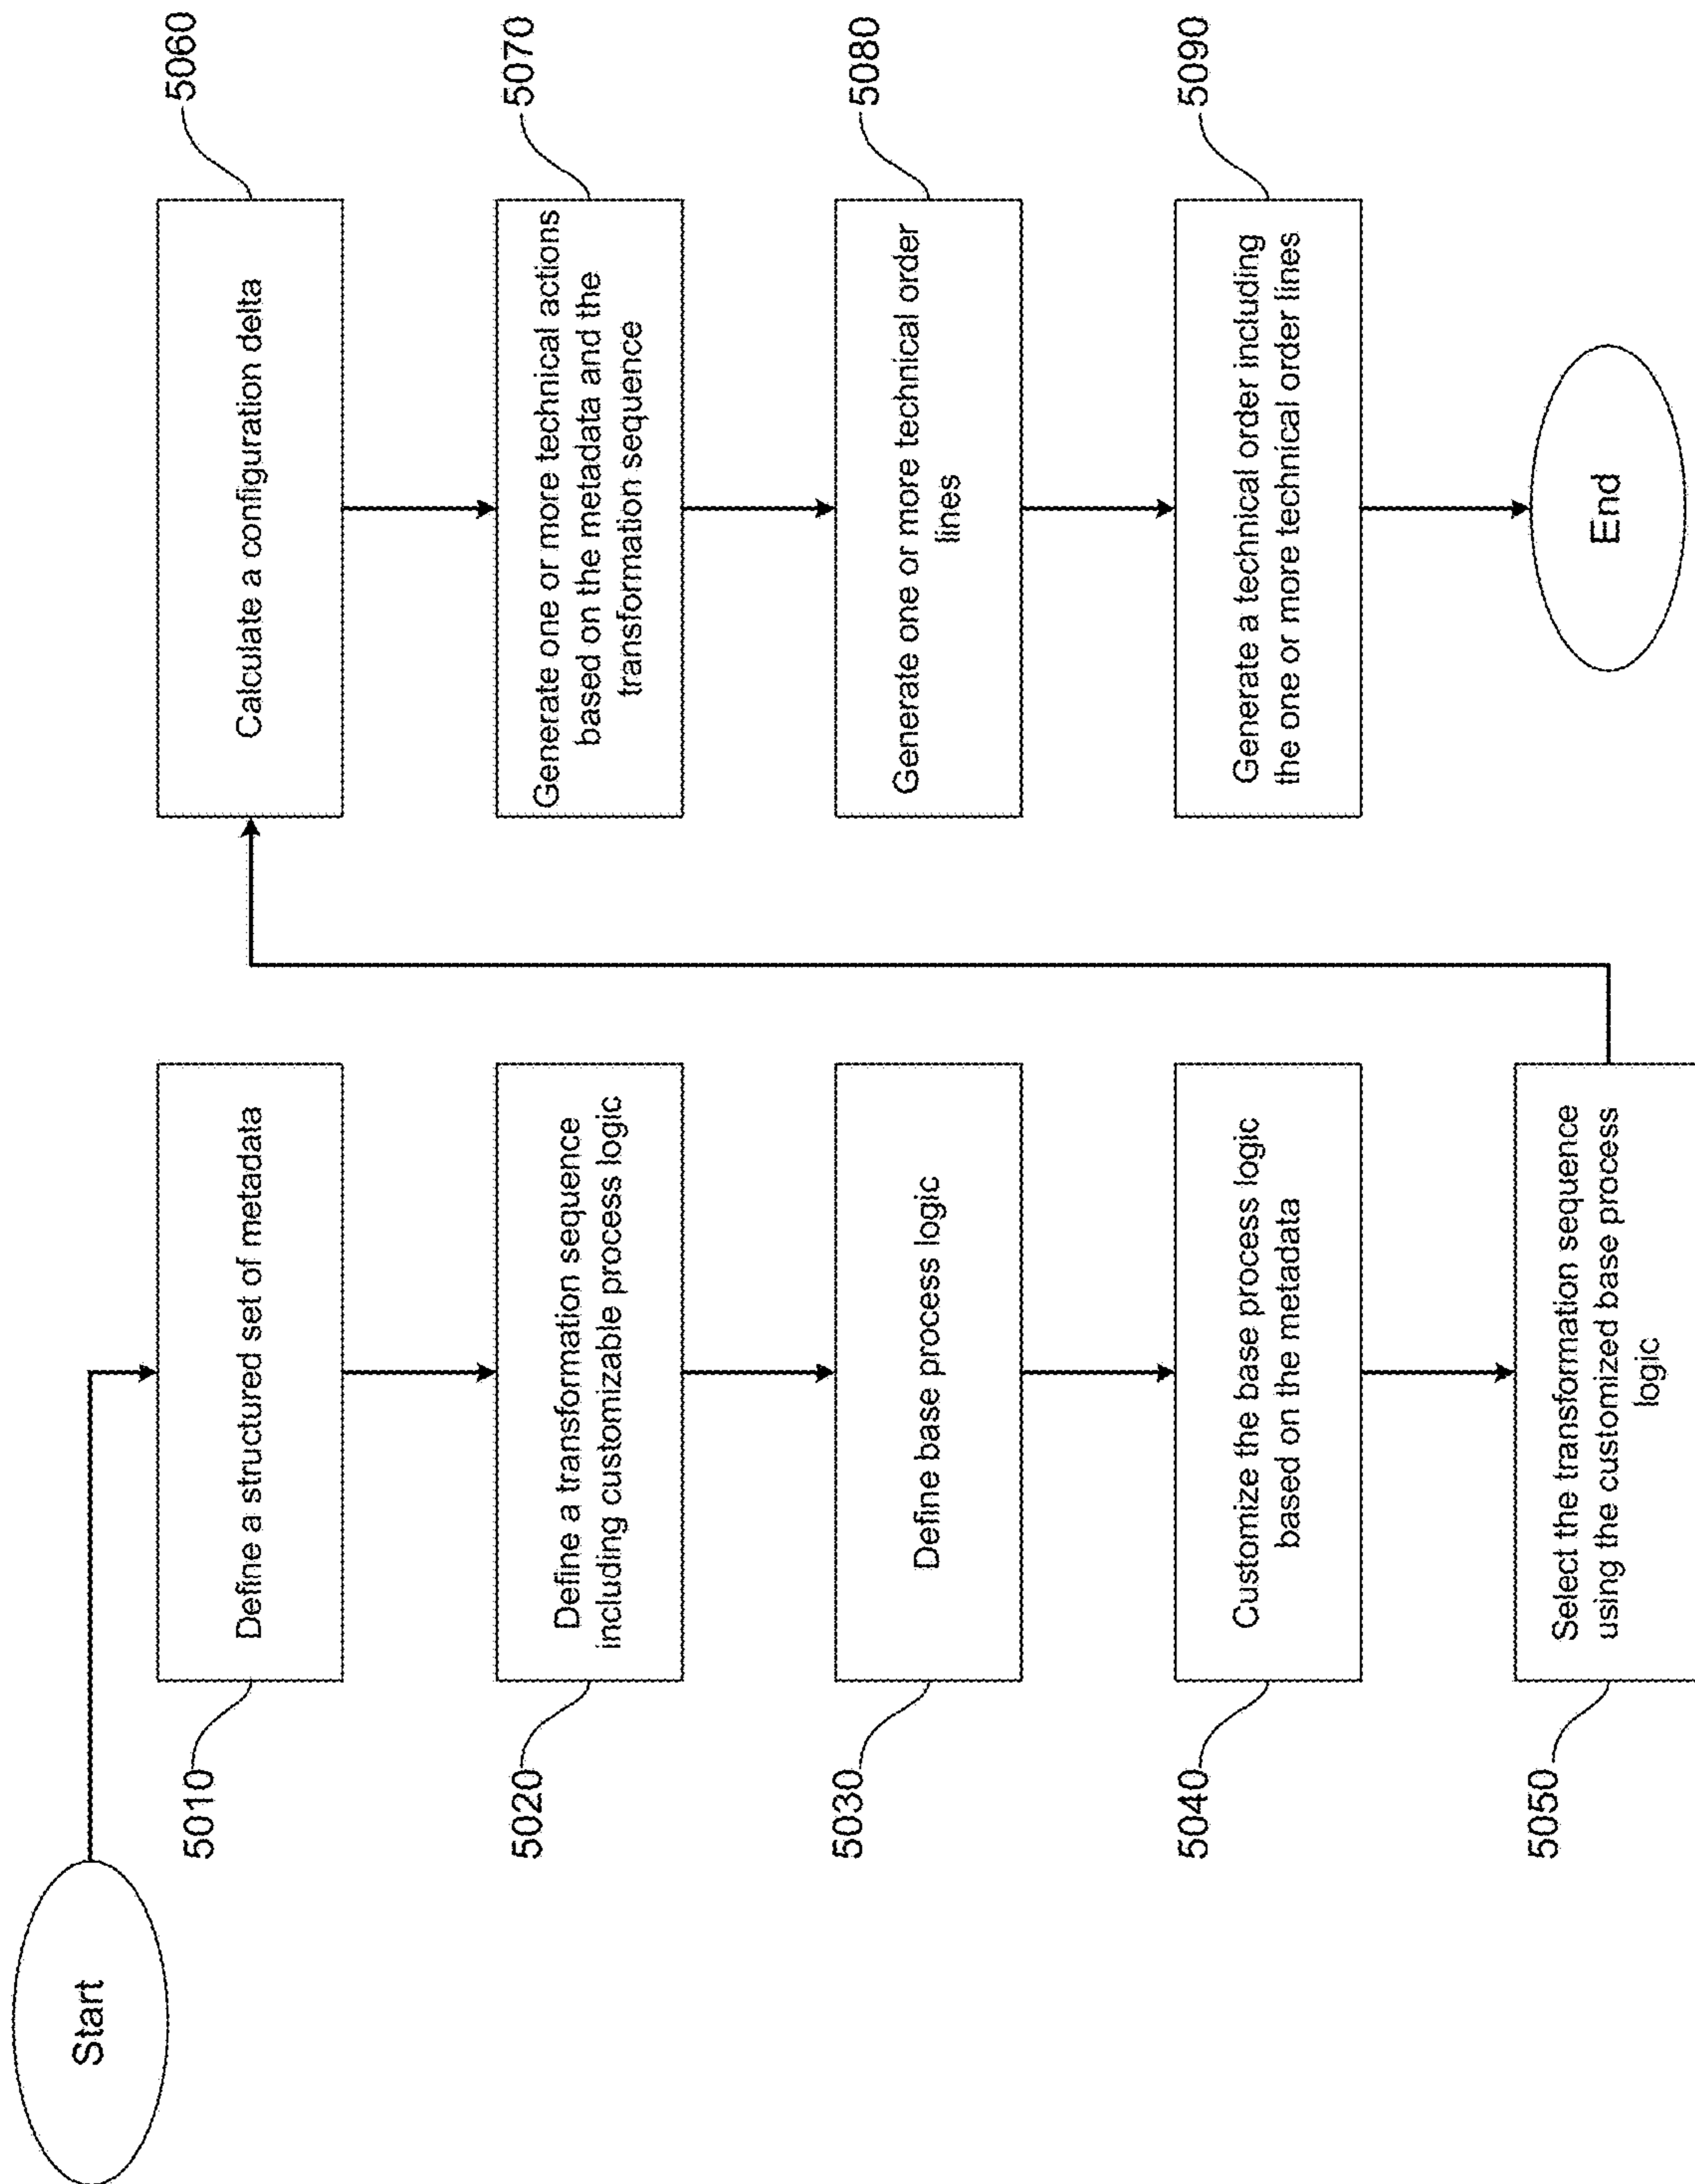 Start
5010
Define a structured set of metadata
5020
Define a transformation sequence
including customizable process logic
5030
Define base process logic
5040
Customize the base process logic
based on the metadata
5050
Select the transformation sequence
using the customized base process
logic
5060
Calculate a configuration delta
5070
Generate one or more technical actions
based on the metadata and the
transformation sequence
5080
Generate one or more technical order
lines
5090
Generate a technical order including
the one or more technical order lines
End